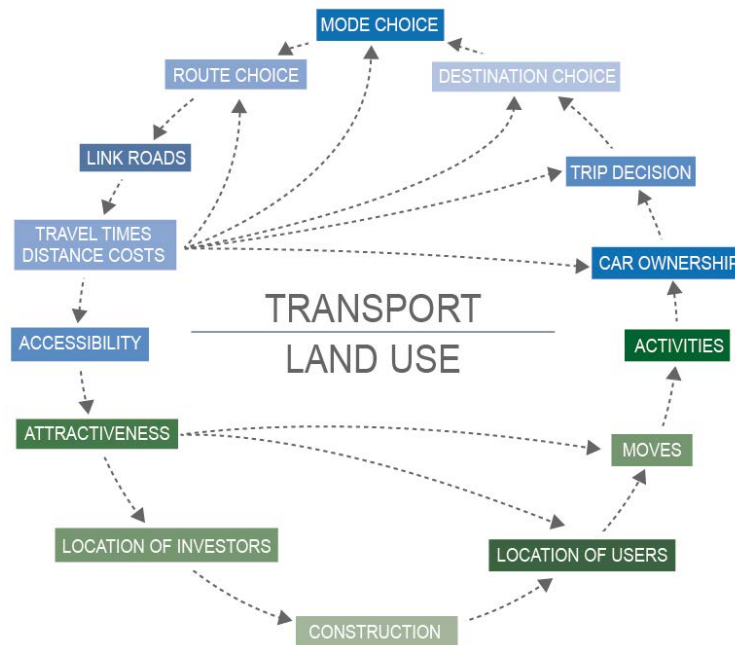 MODE CHOICE
ROUTE CHOICE
DESTINATION CHOICE
LINK ROADS
TRIP DECISION
TRAVEL TIMES
DISTANCE COSTS
CAR OWNERSHIP
TRANSPORT
LAND USE
ACCESSIBILITY
ACTIVITIES
ATTRACTIVENESS
MOVES
LOCATION OF INVESTORS
LOCATION OF USERS
CONSTRUCTION